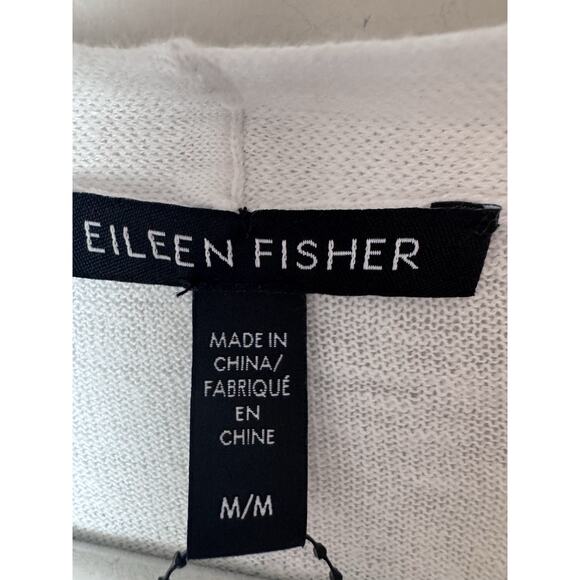 EILEEN FISHER
MADE IN
CHINA/
FABRIQUÉ
EN
CHINE
M/M